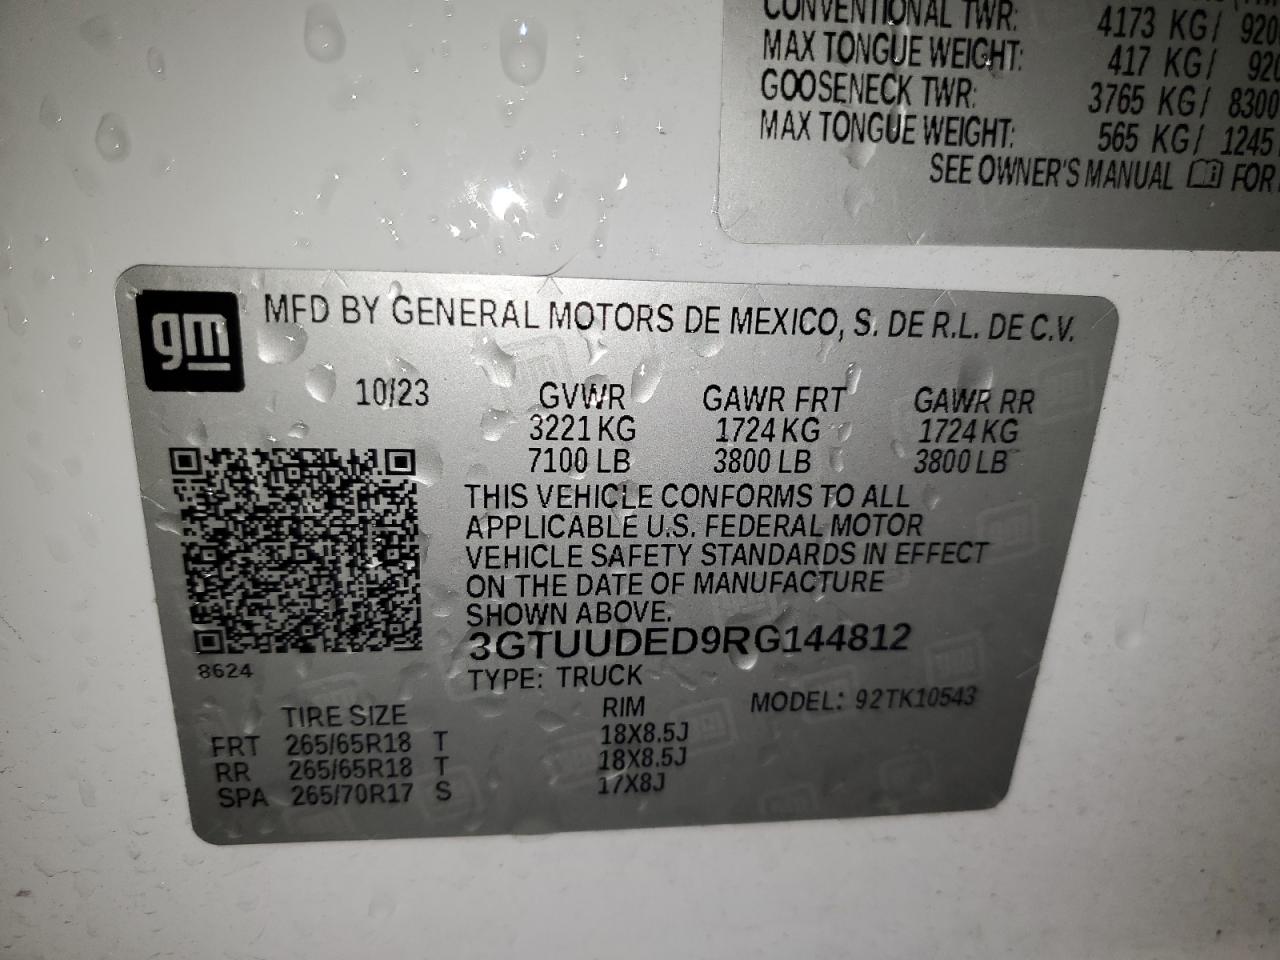 CONVENTIONAL TWR: 4173 KG/
MAX TONGUE WEIGHT: 417 KG/
GOOSENECK TWR: 3765 KG/ 8300
MAX TONGUE WEIGHT: 565 KG/ 1245
SEE OWNER'S MANUAL FOR
gm
MFD BY GENERAL MOTORS DE MEXICO, S. DE R.L. DE C.V.
10/23 GVWR GAWR FRT GAWR RR
3221 KG 1724 KG 1724 KG
7100 LB 3800 LB 3800 LB
THIS VEHICLE CONFORMS TO ALL
APPLICABLE U.S. FEDERAL MOTOR
VEHICLE SAFETY STANDARDS IN EFFECT
ON THE DATE OF MANUFACTURE
SHOWN ABOVE.
3GTUUDED9RG144812
8624
TYPE: TRUCK
TIRE SIZE RIM MODEL: 92TK10543
FRT 265/65R18 T 18X8.5J
RR 265/65R18 T 18X8.5J
SPA 265/70R17 S 17X8J